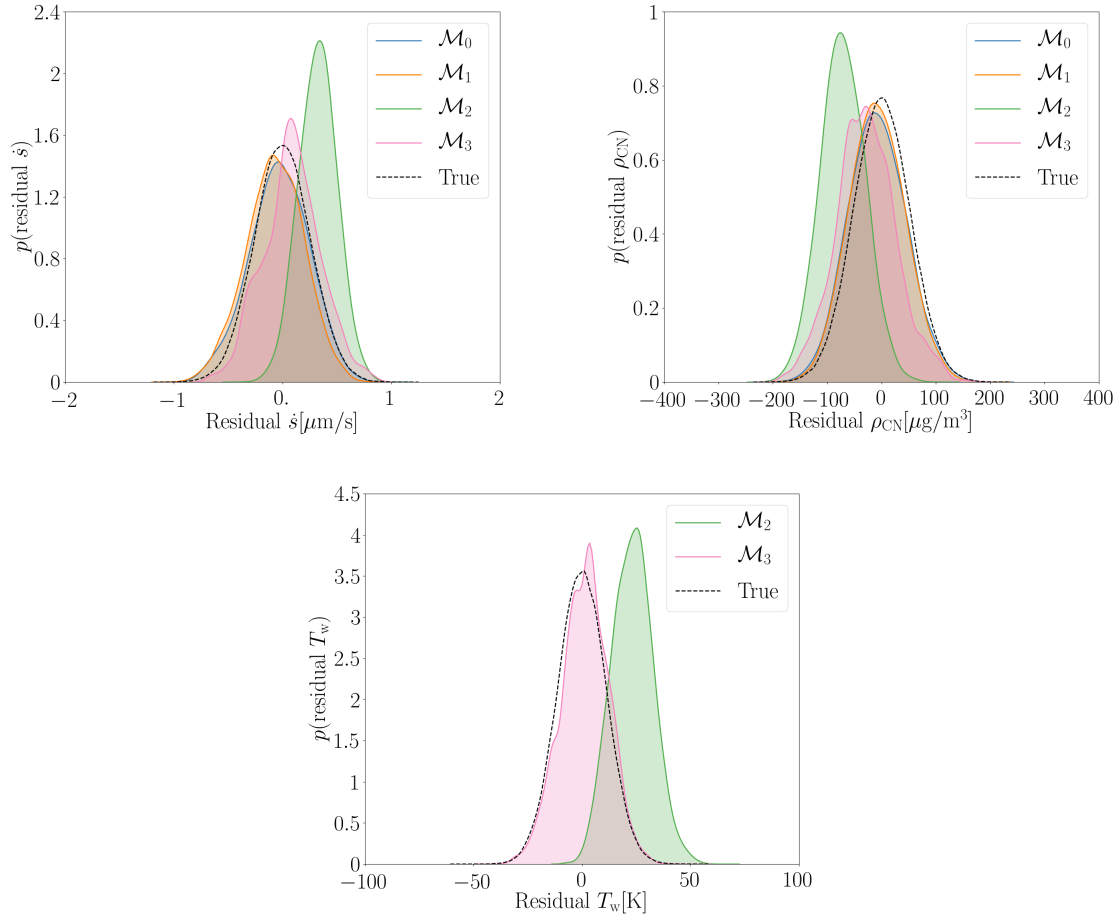 2.4
2
1.6
1.2
0.8
0.4
0
−2
−1
0
1
2
p(residual ṡ)
Residual ṡ[μm/s]
ℳ₀
ℳ₁
ℳ₂
ℳ₃
True
1
0.8
0.6
0.4
0.2
0
−400
−300
−200
−100
0
100
200
300
400
p(residual ρ_CN)
Residual ρ_CN[μg/m³]
ℳ₀
ℳ₁
ℳ₂
ℳ₃
True
4.5
4
3.5
3
2.5
2
1.5
1
0.5
0
−100
−50
0
50
100
p(residual T_w)
Residual T_w[K]
ℳ₂
ℳ₃
True